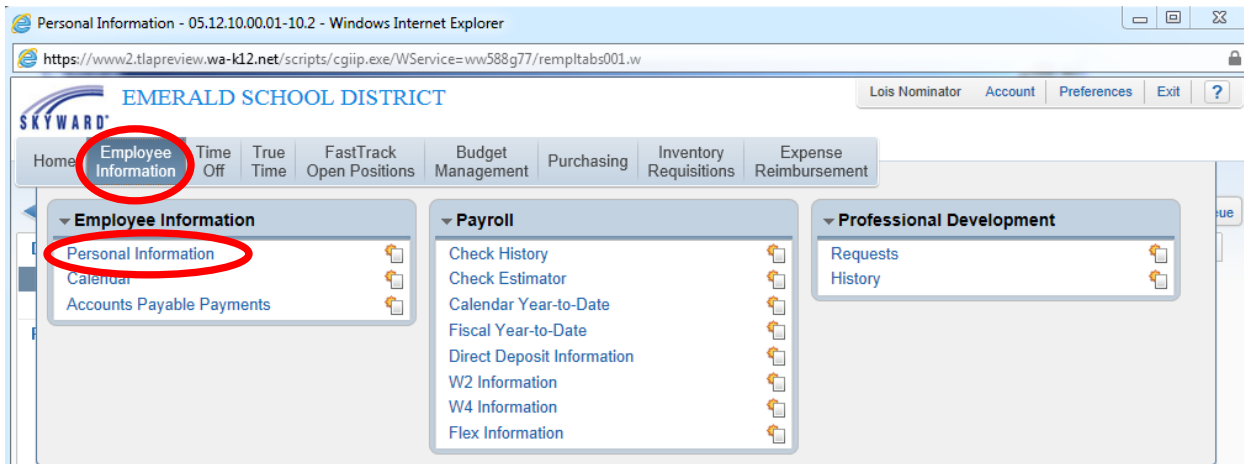 Personal Information - 05.12.10.00.01-10.2 - Windows Internet Explorer
https://www2.tlapreview.wa-k12.net/scripts/cgiip.exe/WService=ww588g77/rempltabs001.w
SKYWARD
EMERALD SCHOOL DISTRICT
Lois Nominator Account Preferences Exit ?
Home Employee Information Time Off True Time FastTrack Open Positions Budget Management Purchasing Inventory Requisitions Expense Reimbursement
Employee Information
Personal Information
Calendar
Accounts Payable Payments
Payroll
Check History
Check Estimator
Calendar Year-to-Date
Fiscal Year-to-Date
Direct Deposit Information
W2 Information
W4 Information
Flex Information
Professional Development
Requests
History